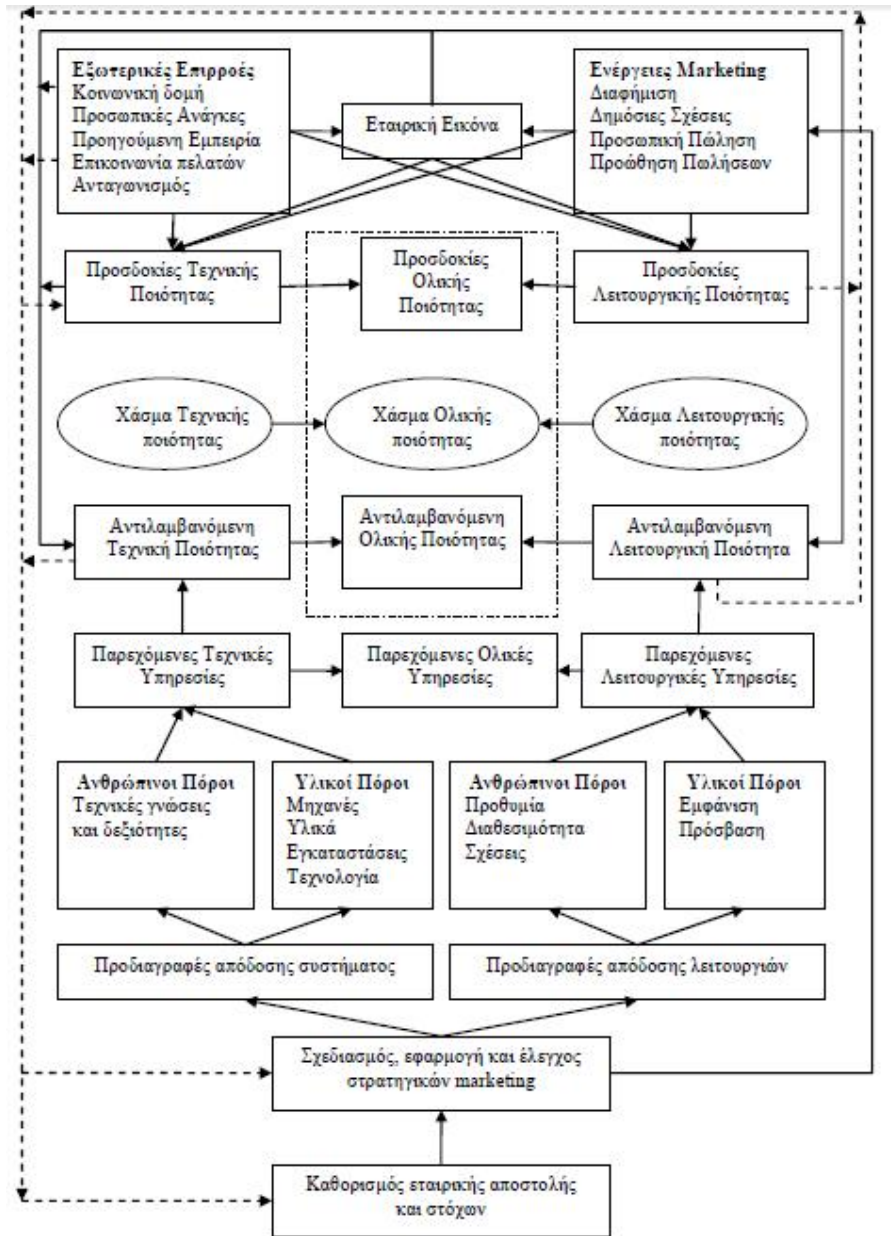 Εξωτερικές Επιρροές
Κοινωνική δομή
Προσωπικές Ανάγκες
Προηγούμενη Εμπειρία
Επικοινωνία πελατών
Ανταγωνισμός
Εταιρική Εικόνα
Ενέργειες Marketing
Διαφήμιση
Δημόσιες Σχέσεις
Προσωπική Πώληση
Προώθηση Πωλήσεων
Προσδοκίες Τεχνικής
Ποιότητας
Προσδοκίες
Ολικής
Ποιότητας
Προσδοκίες
Λειτουργικής Ποιότητας
Χάσμα Τεχνικής
ποιότητας
Χάσμα Ολικής
ποιότητας
Χάσμα Λειτουργικής
ποιότητας
Αντιλαμβανόμενη
Τεχνική Ποιότητας
Αντιλαμβανόμενη
Ολικής Ποιότητας
Αντιλαμβανόμενη
Λειτουργική Ποιότητα
Παρεχόμενες Τεχνικές
Υπηρεσίες
Παρεχόμενες Ολικές
Υπηρεσίες
Παρεχόμενες
Λειτουργικές Υπηρεσίες
Ανθρώπινοι Πόροι
Τεχνικές γνώσεις
και δεξιότητες
Υλικοί Πόροι
Μηχανές
Υλικά
Εγκαταστάσεις
Τεχνολογία
Ανθρώπινοι Πόροι
Προθυμία
Διαθεσιμότητα
Σχέσεις
Υλικοί Πόροι
Εμφάνιση
Πρόσβαση
Προδιαγραφές απόδοσης συστήματος
Προδιαγραφές απόδοσης λειτουργιών
Σχεδιασμός, εφαρμογή και έλεγχος
στρατηγικών marketing
Καθορισμός εταιρικής αποστολής
και στόχων